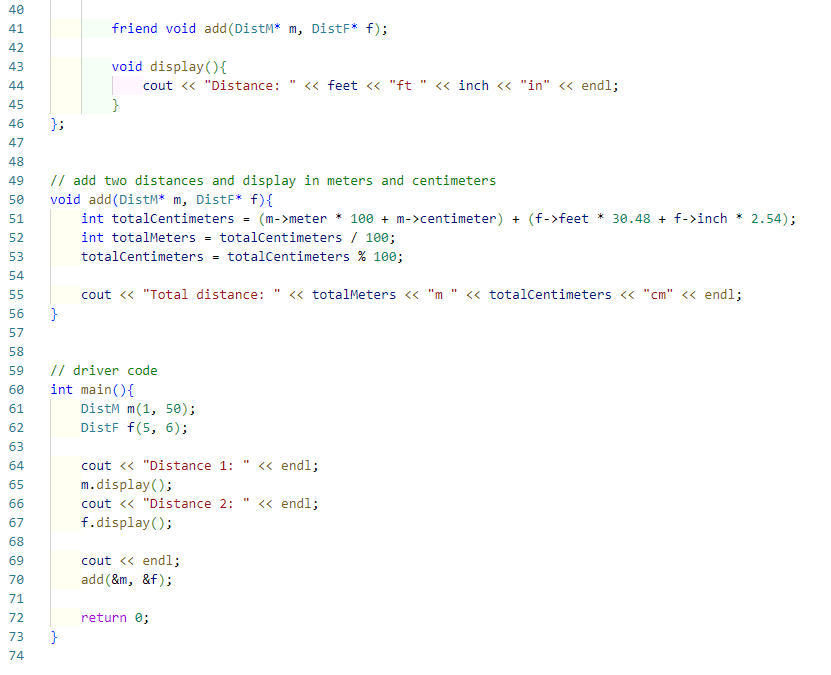 40
41 friend void add(DistM* m, DistF* f);
42
43 void display(){
44 cout << "Distance: " << feet << "ft " << inch << "in" << endl;
45 }
46 };
47
48
49 // add two distances and display in meters and centimeters
50 void add(DistM* m, DistF* f){
51 int totalCentimeters = (m->meter * 100 + m->centimeter) + (f->feet * 30.48 + f->inch * 2.54);
52 int totalMeters = totalCentimeters / 100;
53 totalCentimeters = totalCentimeters % 100;
54
55 cout << "Total distance: " << totalMeters << "m " << totalCentimeters << "cm" << endl;
56 }
57
58
59 // driver code
60 int main(){
61 DistM m(1, 50);
62 DistF f(5, 6);
63
64 cout << "Distance 1: " << endl;
65 m.display();
66 cout << "Distance 2: " << endl;
67 f.display();
68
69 cout << endl;
70 add(&m, &f);
71
72 return 0;
73 }
74